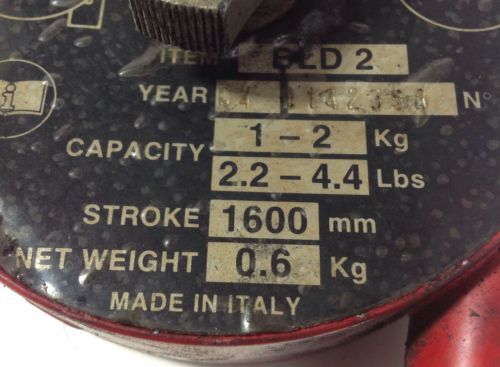 ITEM BLD 2
YEAR N°
CAPACITY 1 – 2 Kg
2.2 – 4.4 Lbs
STROKE 1600 mm
NET WEIGHT 0.6 Kg
MADE IN ITALY